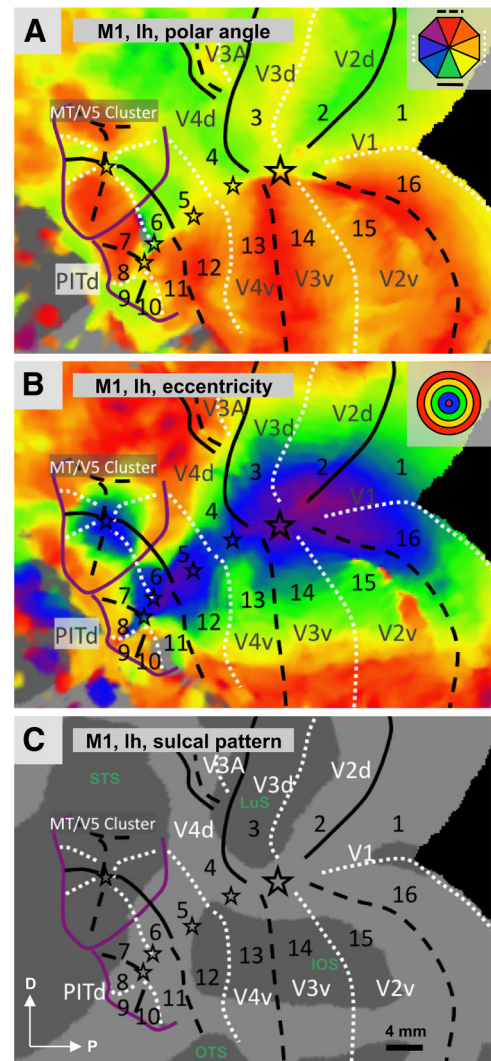 A
M1, lh, polar angle
V3A
V3d
V2d
MT/V5 Cluster
V4d
3
2
1
V1
4
16
5
6
15
7
13
14
12
8
PITd
11
V4v
V3v
V2v
9
10
B
M1, lh, eccentricity
V3A
V3d
V2d
MT/V5 Cluster
V4d
3
2
1
V1
4
16
5
6
15
7
13
14
12
8
PITd
11
V4v
V3v
V2v
9
10
C
M1, lh, sulcal pattern
V3A
V3d
V2d
STS
LuS
MT/V5 Cluster
V4d
3
2
1
V1
4
16
5
6
15
7
13
14
12
IOS
8
PITd
11
V4v
V3v
V2v
9
10
D
P
OTS
4 mm